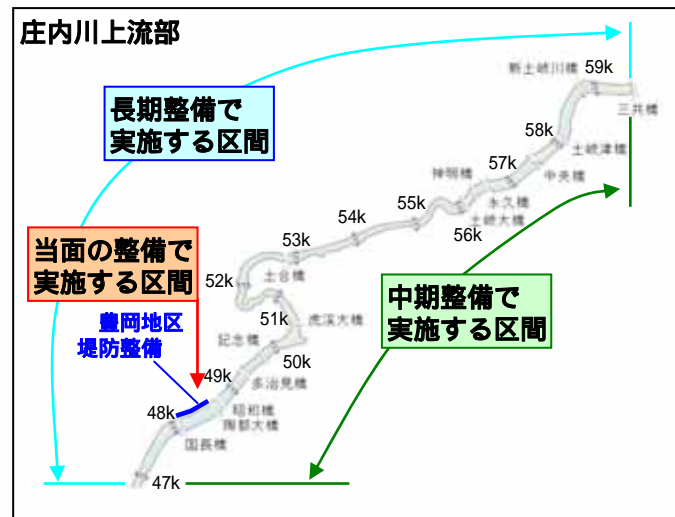 庄内川上流部
長期整備で
実施する区間
当面の整備で
実施する区間
豊岡地区
堤防整備
中期整備で
実施する区間
59k
新土岐川橋
三共橋
58k
土岐津橋
中央橋
57k
神明橋
永久橋
土岐大橋
56k
55k
54k
53k
土合橋
52k
51k
虎渓大橋
記念橋
50k
多治見橋
49k
昭和橋
陶都大橋
48k
国長橋
47k